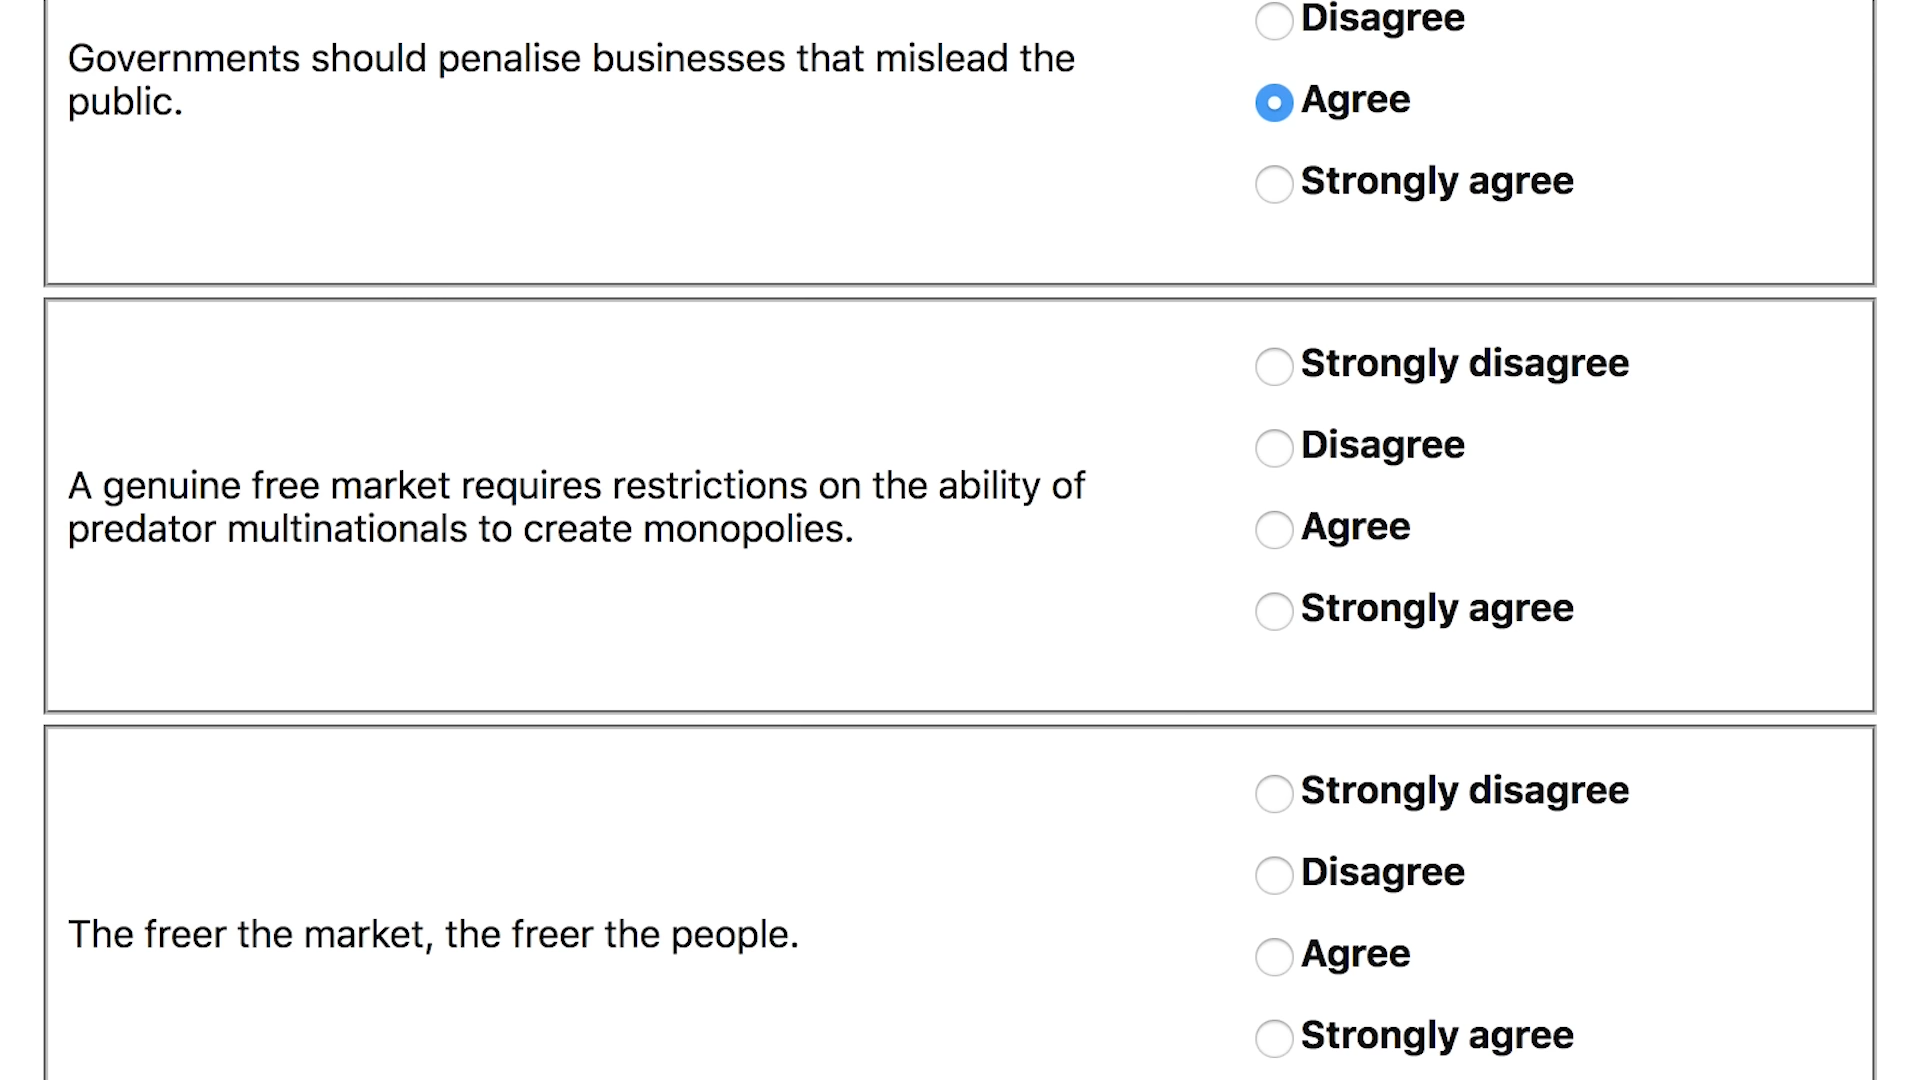 Disagree
Governments should penalise businesses that mislead the
public.
Agree
Strongly agree
Strongly disagree
Disagree
A genuine free market requires restrictions on the ability of
predator multinationals to create monopolies.
Agree
Strongly agree
Strongly disagree
Disagree
The freer the market, the freer the people.
Agree
Strongly agree